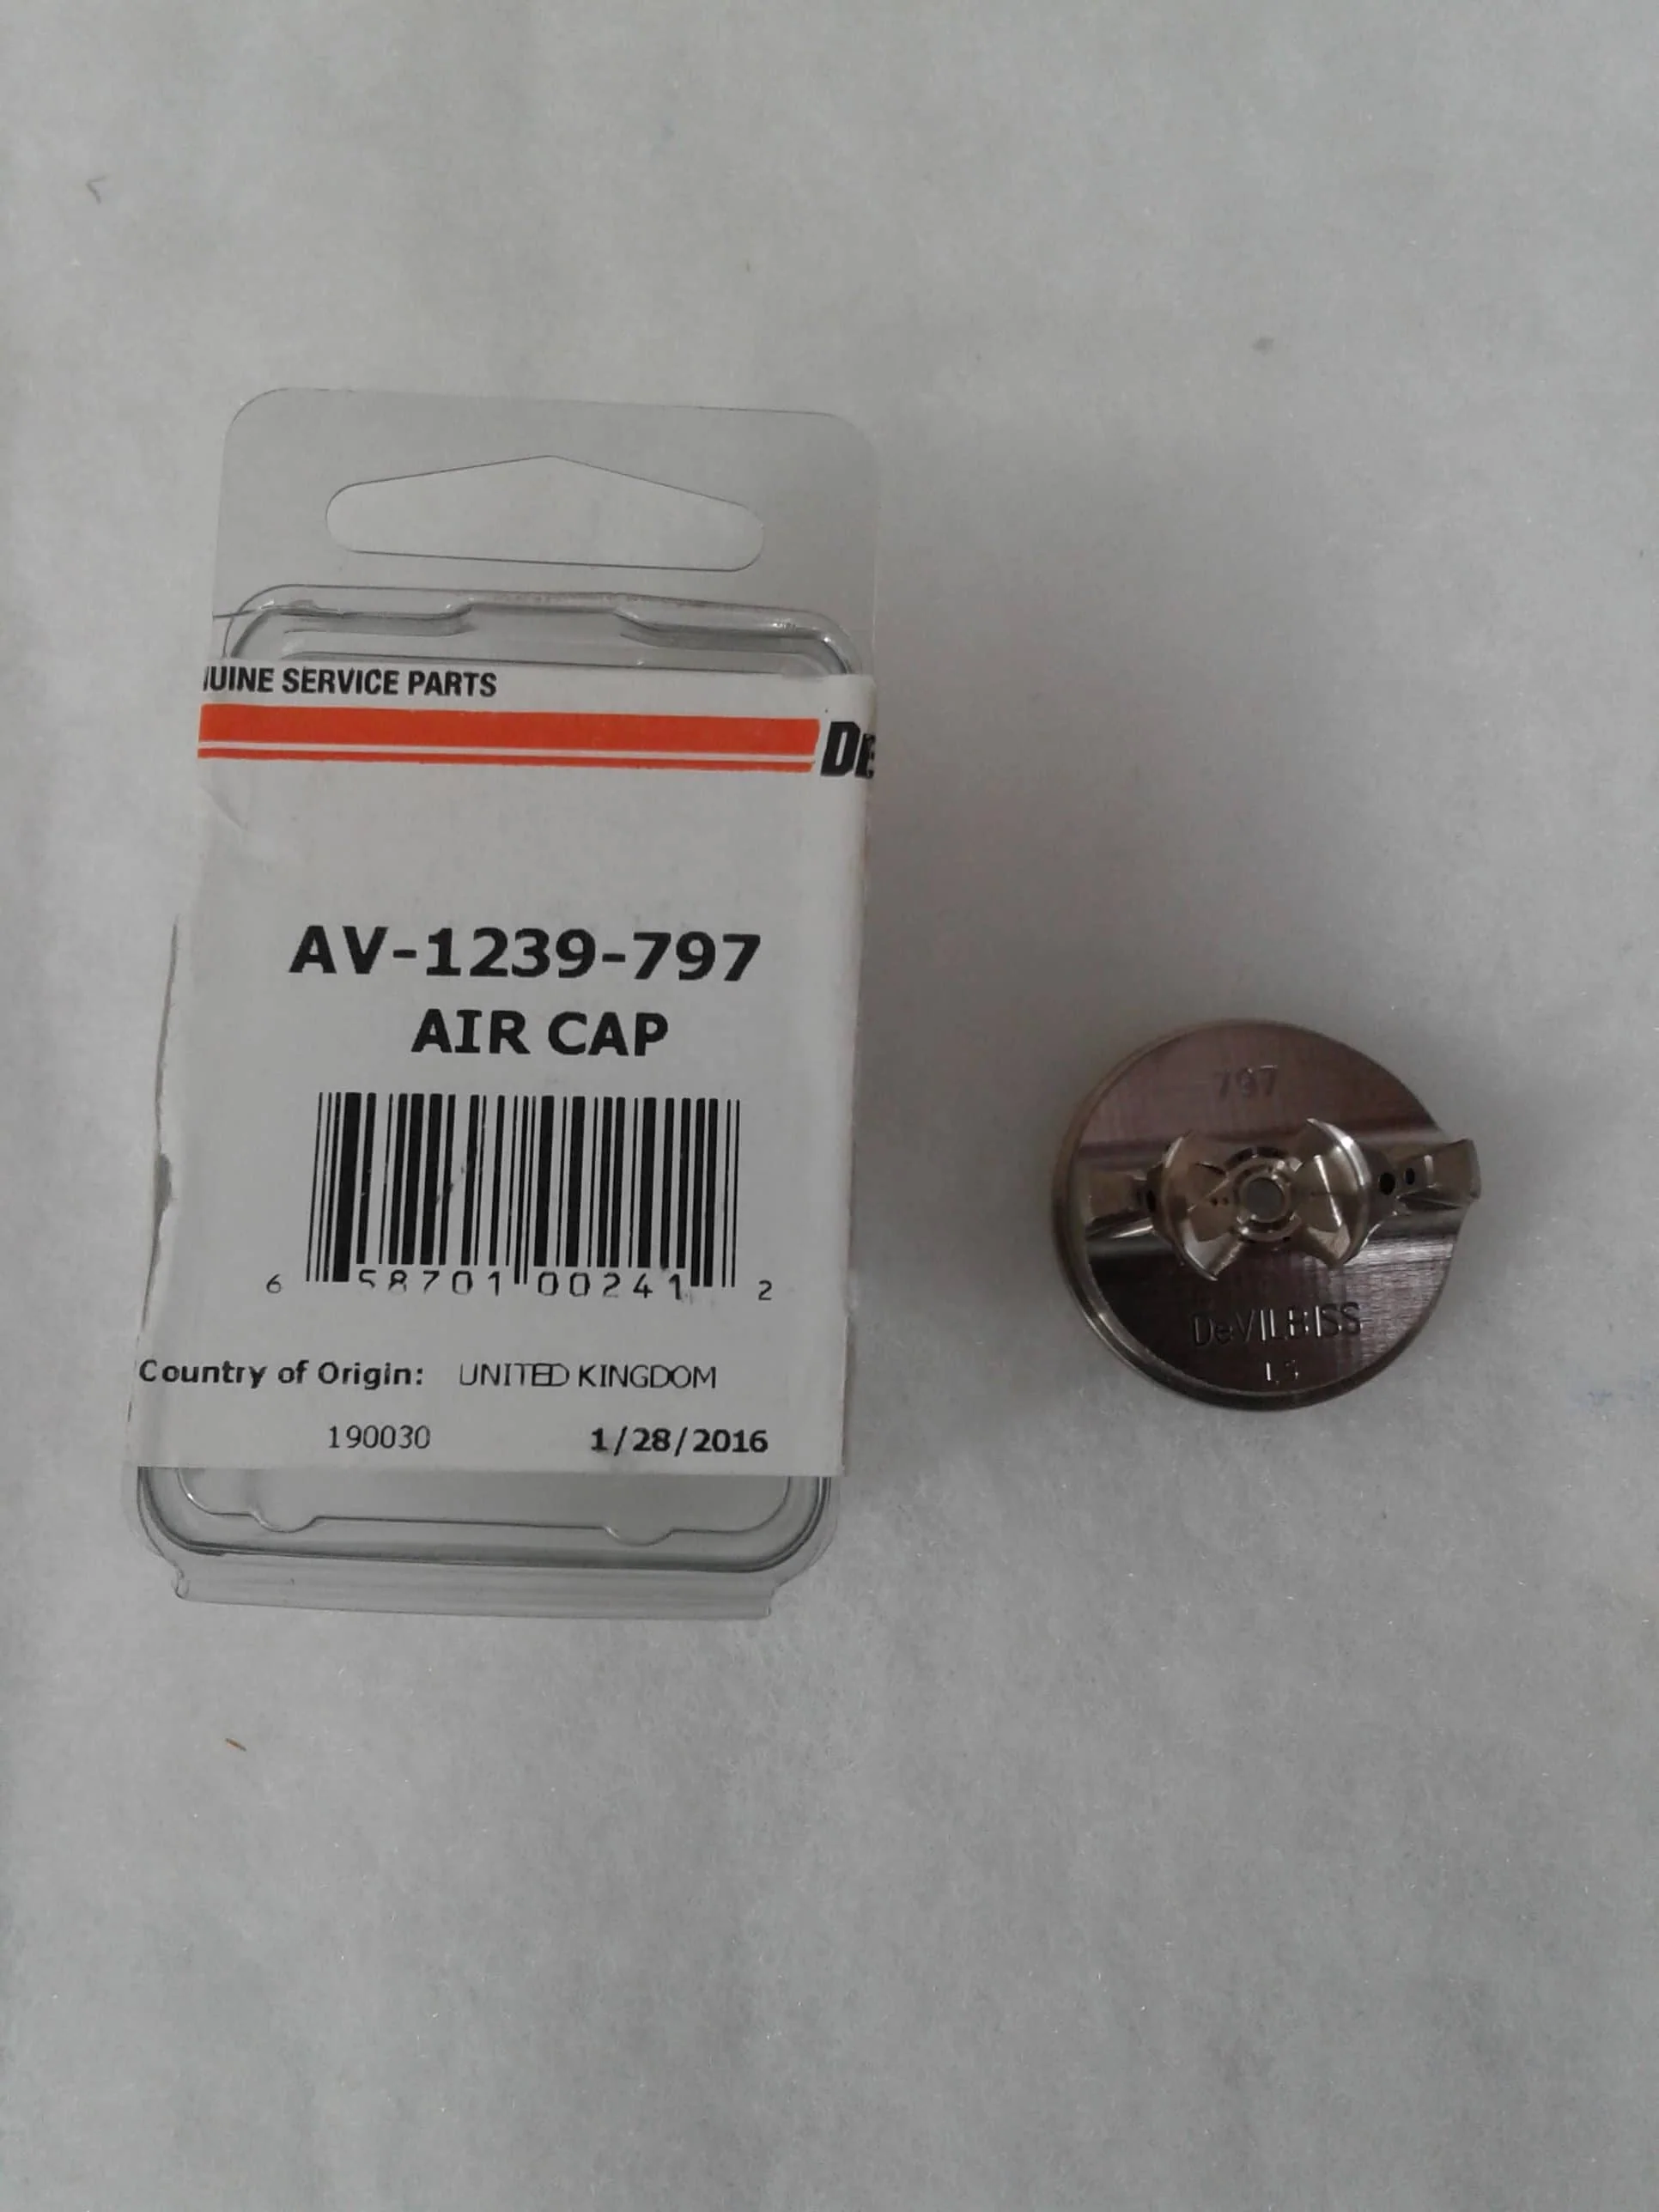 UINE SERVICE PARTS
DE
AV-1239-797
AIR CAP
6 58701 00241 2
Country of Origin: UNITED KINGDOM
190030 1/28/2016
797
DeVILBISS